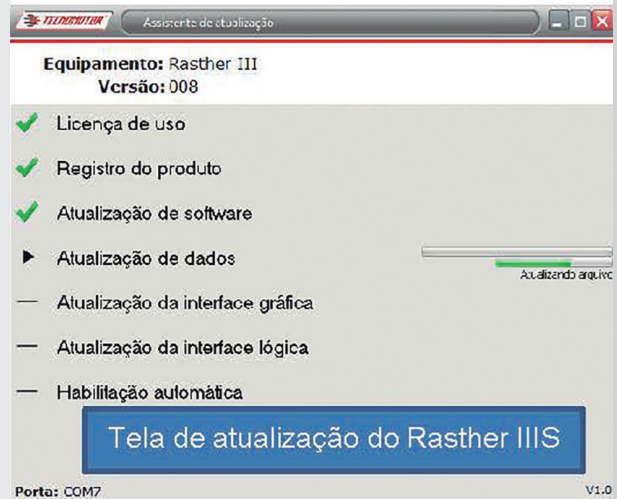 TECNOMOTOR Assistente de atualização
Equipamento: Rasther III
Versão: 008
Licença de uso
Registro do produto
Atualização de software
Atualização de dados
Atualizando arquivo
Atualização da interface gráfica
Atualização da interface lógica
Habilitação automática
Tela de atualização do Rasther IIIS
Porta: COM7
V1.0